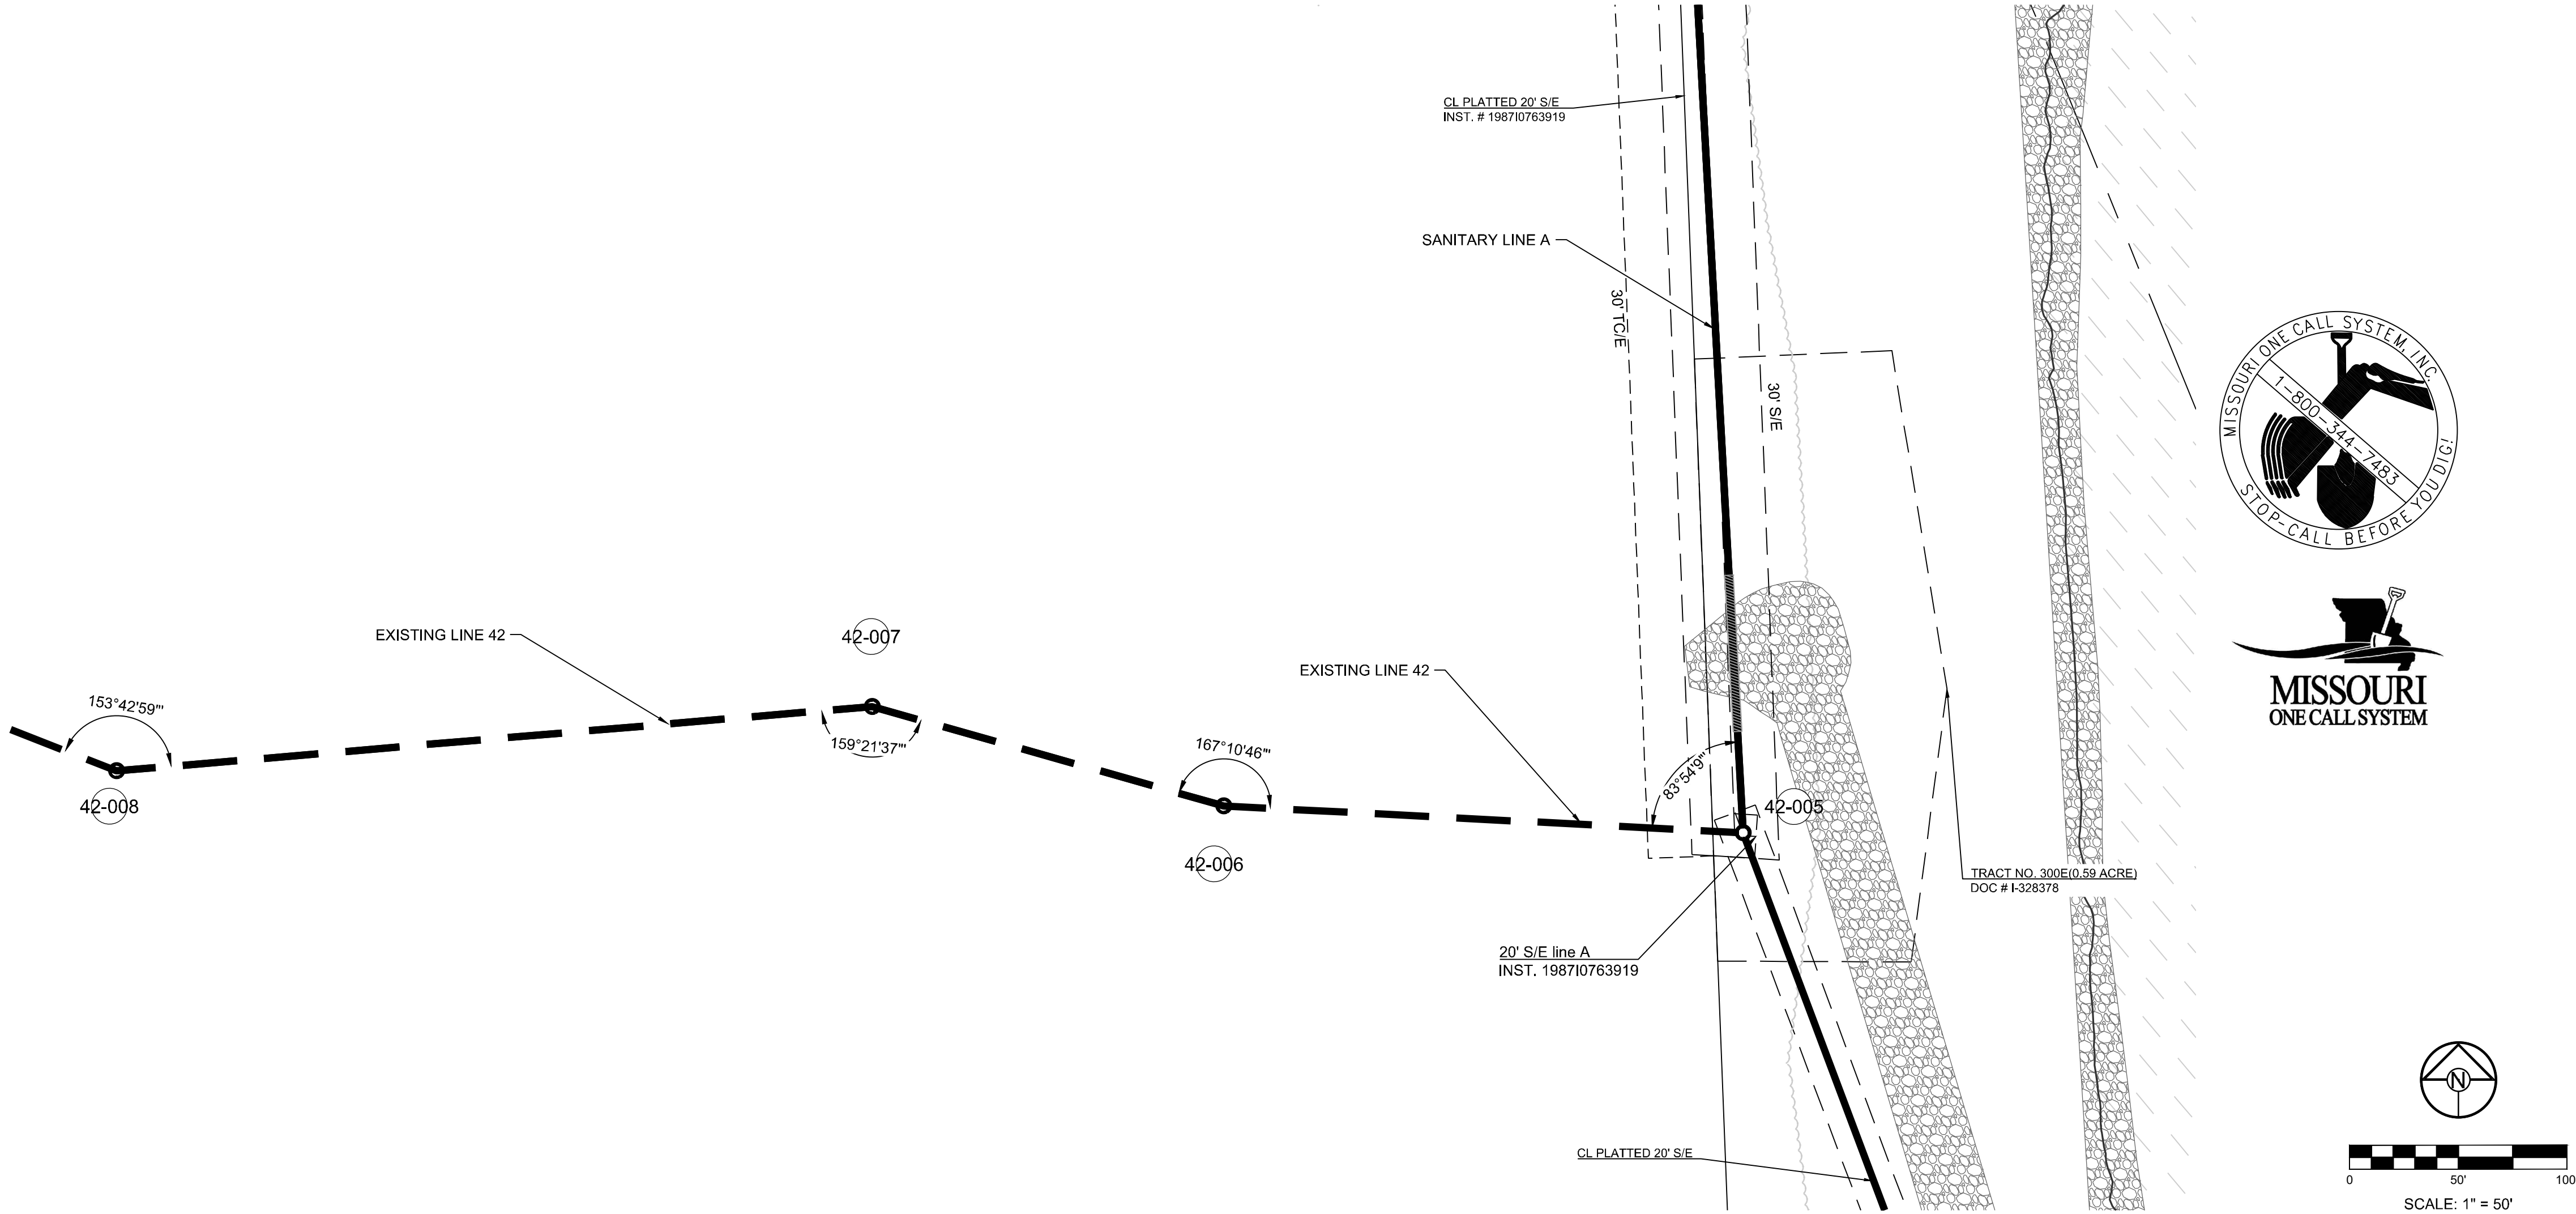 CL PLATTED 20' S/E
INST. # 1987I0763919
SANITARY LINE A
30' TC/E
30' S/E
MISSOURI ONE CALL SYSTEM, INC.
1-800-344-7483
STOP-CALL BEFORE YOU DIG!
MISSOURI
ONE CALL SYSTEM
EXISTING LINE 42
42-007
EXISTING LINE 42
153°42'59"'
159°21'37"'
167°10'46"'
83°54'9"'
42-008
42-006
42-005
TRACT NO. 300E(0.59 ACRE)
DOC # I-328378
20' S/E line A
INST. 1987I0763919
CL PLATTED 20' S/E
N
0 50' 100
SCALE: 1" = 50'